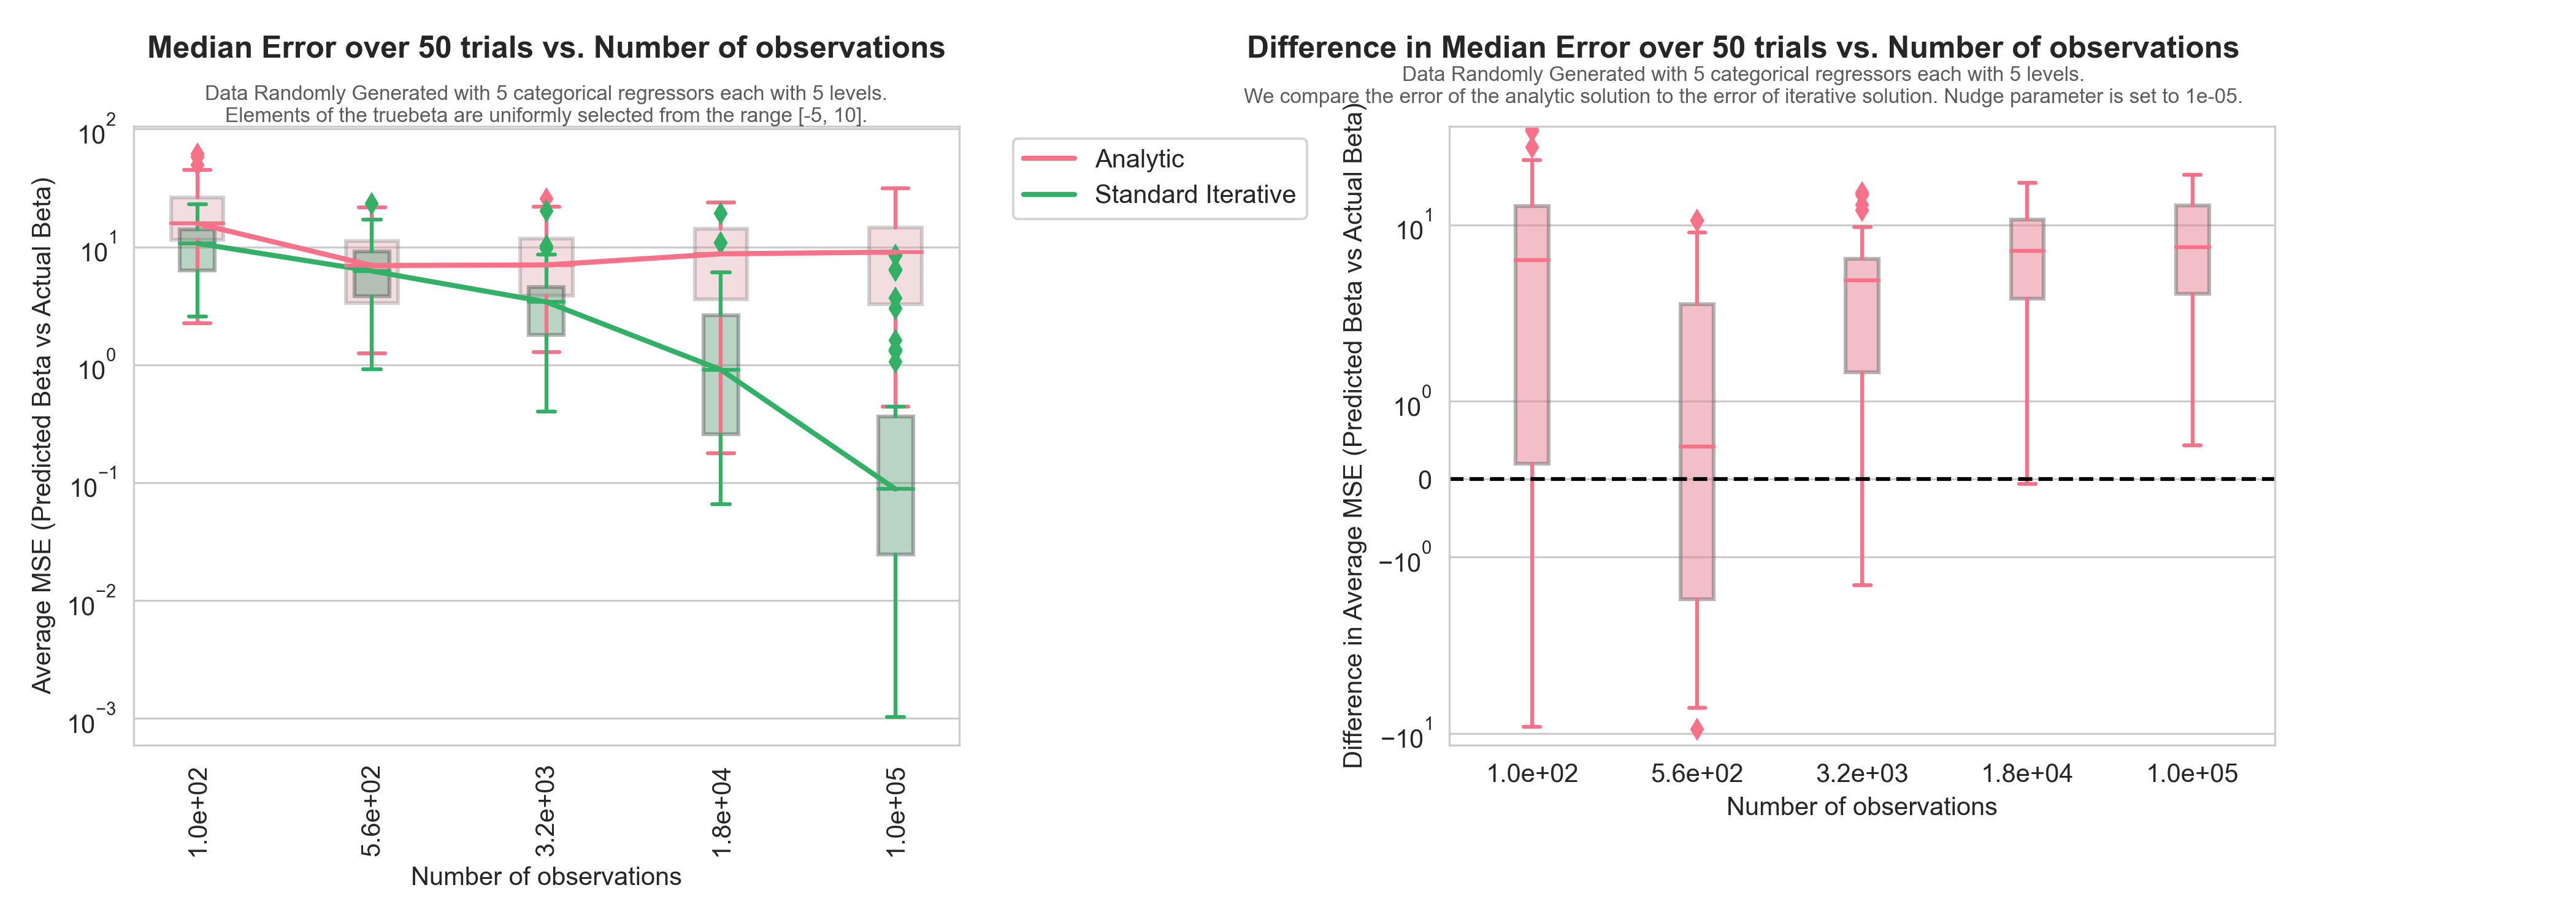 Median Error over 50 trials vs. Number of observations
Data Randomly Generated with 5 categorical regressors each with 5 levels.
Elements of the truebeta are uniformly selected from the range [-5, 10].
Average MSE (Predicted Beta vs Actual Beta)
10^2
10^1
10^0
10^−1
10^−2
10^−3
1.0e+02
5.6e+02
3.2e+03
1.8e+04
1.0e+05
Number of observations
Analytic
Standard Iterative
Difference in Median Error over 50 trials vs. Number of observations
Data Randomly Generated with 5 categorical regressors each with 5 levels.
We compare the error of the analytic solution to the error of iterative solution. Nudge parameter is set to 1e-05.
Difference in Average MSE (Predicted Beta vs Actual Beta)
10^1
10^0
0
−10^0
−10^1
1.0e+02
5.6e+02
3.2e+03
1.8e+04
1.0e+05
Number of observations